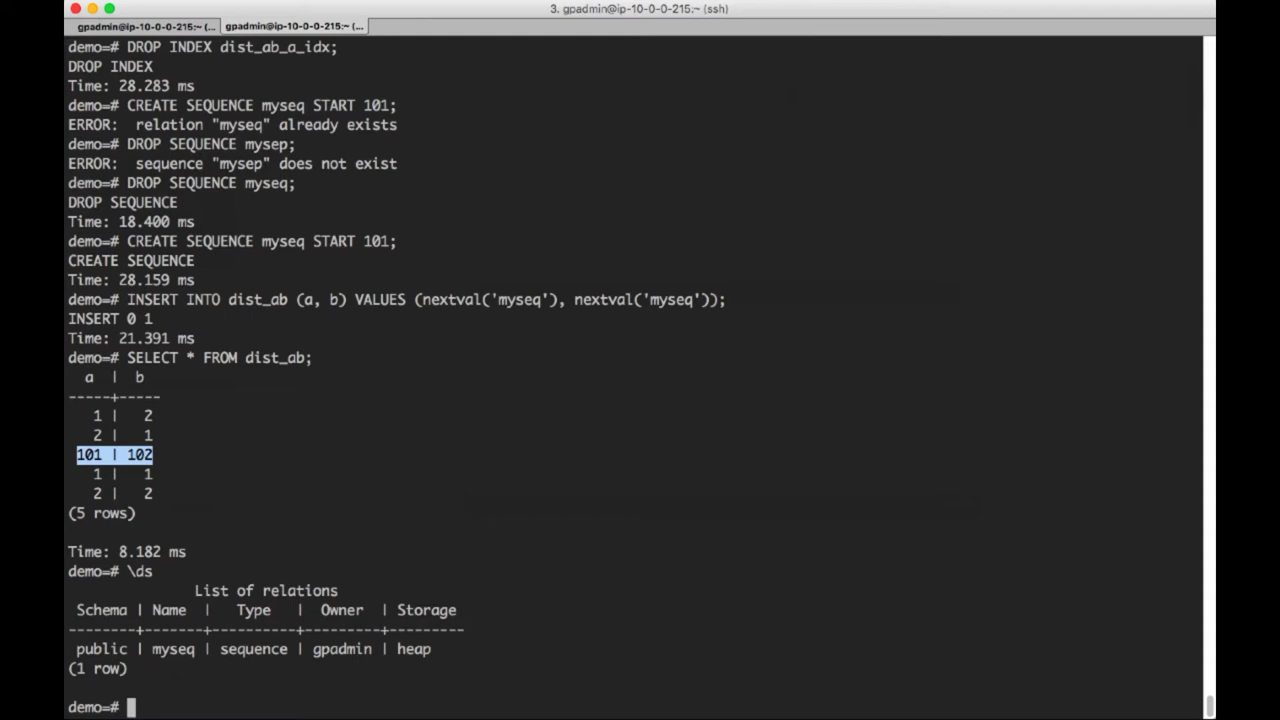 3. gpadmin@ip-10-0-0-215:~ (ssh)
gpadmin@ip-10-0-0-215:~ (... gpadmin@ip-10-0-0-215:~ (...
demo=# DROP INDEX dist_ab_a_idx;
DROP INDEX
Time: 28.283 ms
demo=# CREATE SEQUENCE myseq START 101;
ERROR:  relation "myseq" already exists
demo=# DROP SEQUENCE mysep;
ERROR:  sequence "mysep" does not exist
demo=# DROP SEQUENCE myseq;
DROP SEQUENCE
Time: 18.400 ms
demo=# CREATE SEQUENCE myseq START 101;
CREATE SEQUENCE
Time: 28.159 ms
demo=# INSERT INTO dist_ab (a, b) VALUES (nextval('myseq'), nextval('myseq'));
INSERT 0 1
Time: 21.391 ms
demo=# SELECT * FROM dist_ab;
  a  |  b
-----+-----
   1 |   2
   2 |   1
 101 | 102
   1 |   1
   2 |   2
(5 rows)
Time: 8.182 ms
demo=# \ds
               List of relations
 Schema | Name  |   Type   |  Owner  | Storage
--------+-------+----------+---------+---------
 public | myseq | sequence | gpadmin | heap
(1 row)
demo=#